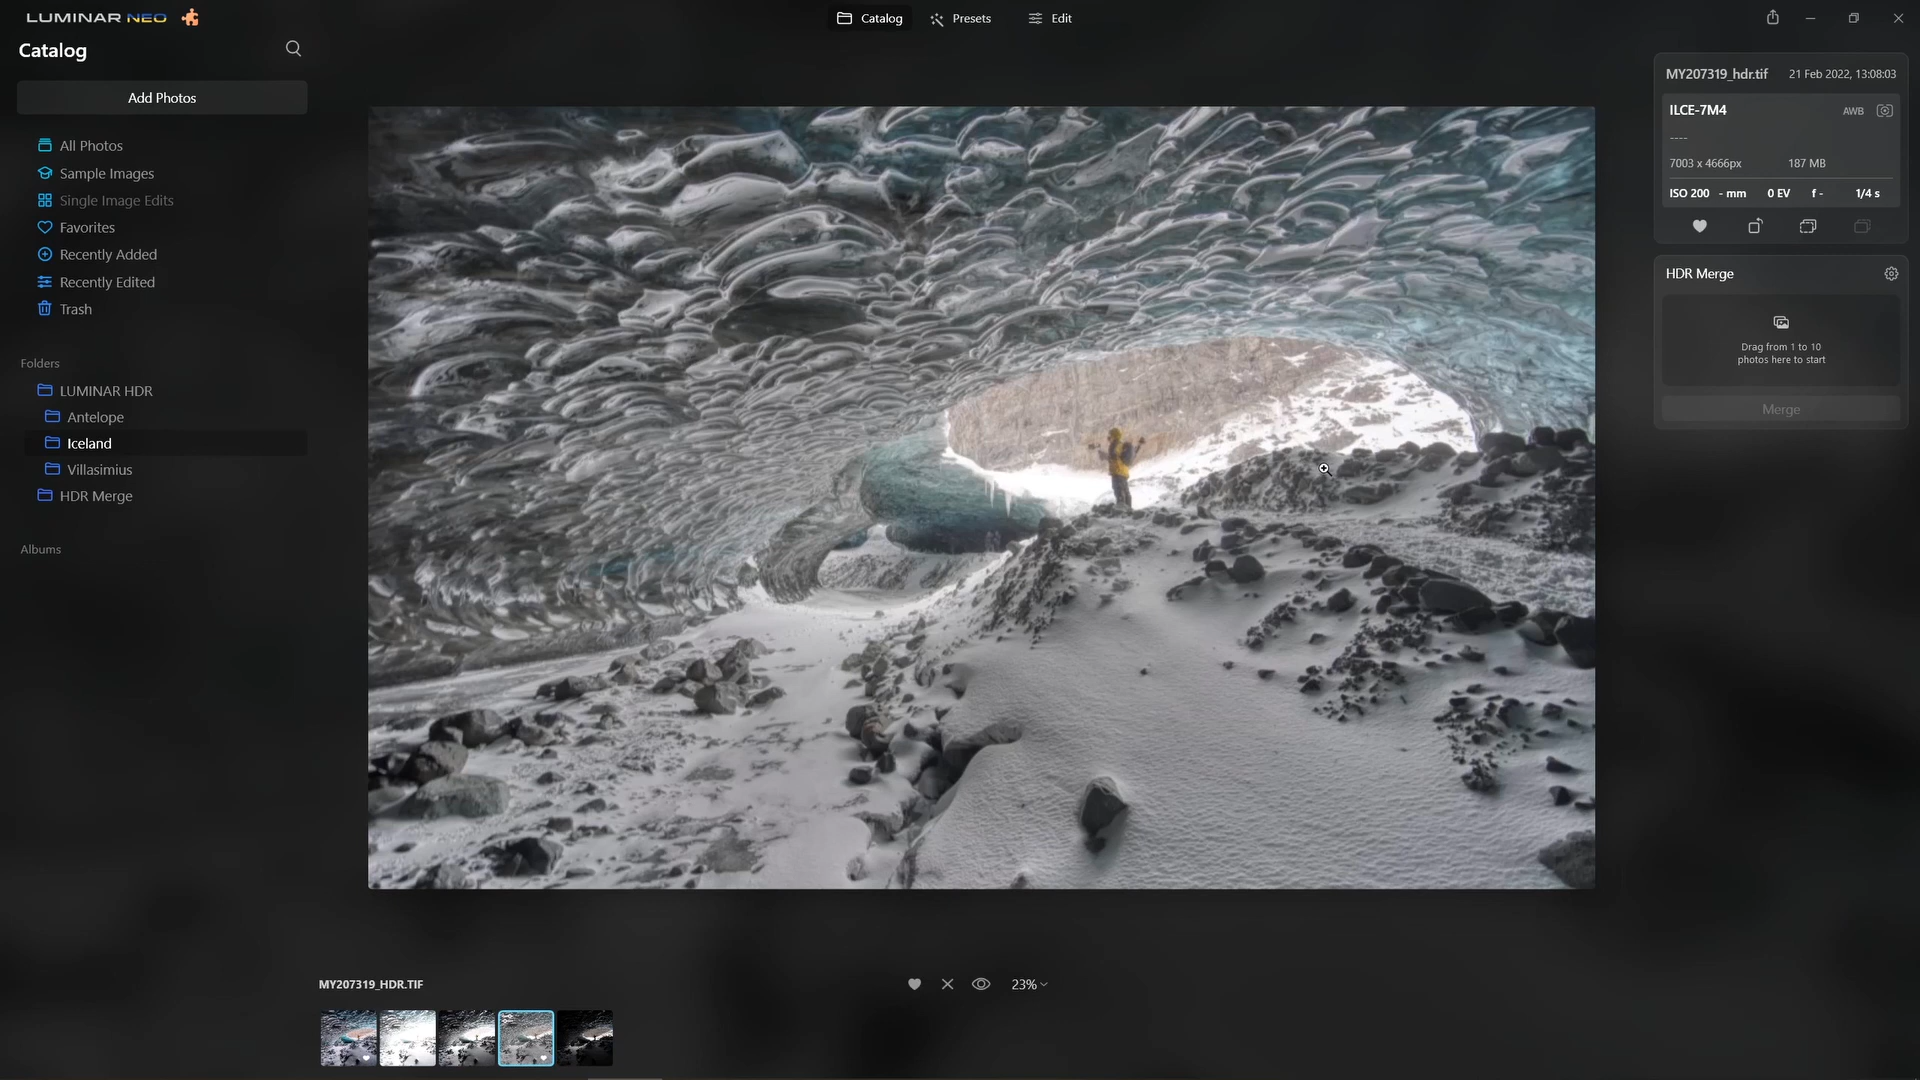 LUMINAR NEO
Catalog
Presets
Edit
Catalog
Add Photos
All Photos
Sample Images
Single Image Edits
Favorites
Recently Added
Recently Edited
Trash
Folders
LUMINAR HDR
Antelope
Iceland
Villasimius
HDR Merge
Albums
MY207319_hdr.tif 21 Feb 2022, 13:08:03
ILCE-7M4 AWB
----
7003 x 4666px 187 MB
ISO 200 - mm 0 EV f - 1/4 s
HDR Merge
Drag from 1 to 10
photos here to start
Merge
MY207319_HDR.TIF
23%